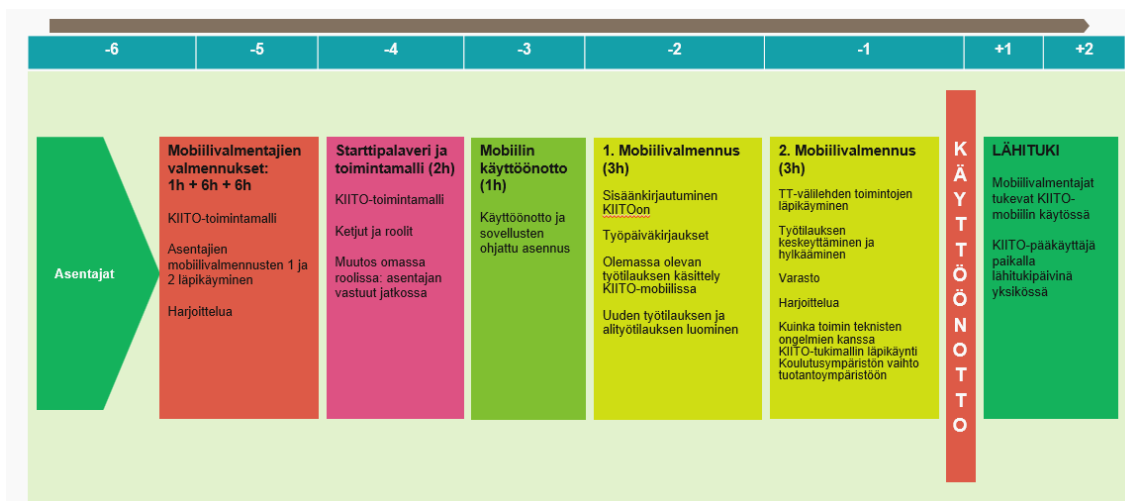 -6
-5
-4
-3
-2
-1
+1
+2
Asentajat
Mobiilivalmentajien
valmennukset:
1h + 6h + 6h
KIITO-toimintamalli
Asentajien
mobiilivalmennusten 1 ja
2 läpikäyminen
Harjoittelua
Starttipalaveri ja
toimintamalli (2h)
KIITO-toimintamalli
Ketjut ja roolit
Muutos omassa
roolissa: asentajan
vastuut jatkossa
Mobiilin
käyttöönotto
(1h)
Käyttöönotto ja
sovellusten
ohjattu asennus
1. Mobiilivalmennus
(3h)
Sisäänkirjautuminen
KIITOon
Työpäiväkirjaukset
Olemassa olevan
työtilauksen käsittely
KIITO-mobiilissa
Uuden työtilauksen ja
alityötilauksen luominen
2. Mobiilivalmennus
(3h)
TT-välilehden toimintojen
läpikäyminen
Työtilauksen
keskeyttäminen ja
hylkääminen
Varasto
Harjoittelua
Kuinka toimin teknisten
ongelmien kanssa
KIITO-tukimallin läpikäynti
Koulutusympäristön vaihto
tuotantoympäristöön
KÄYTTÖÖNOTTO
LÄHITUKI
Mobiilivalmentajat
tukevat KIITO-
mobiilin käytössä
KIITO-pääkäyttäjä
paikalla
lähitukipäivinä
yksikössä